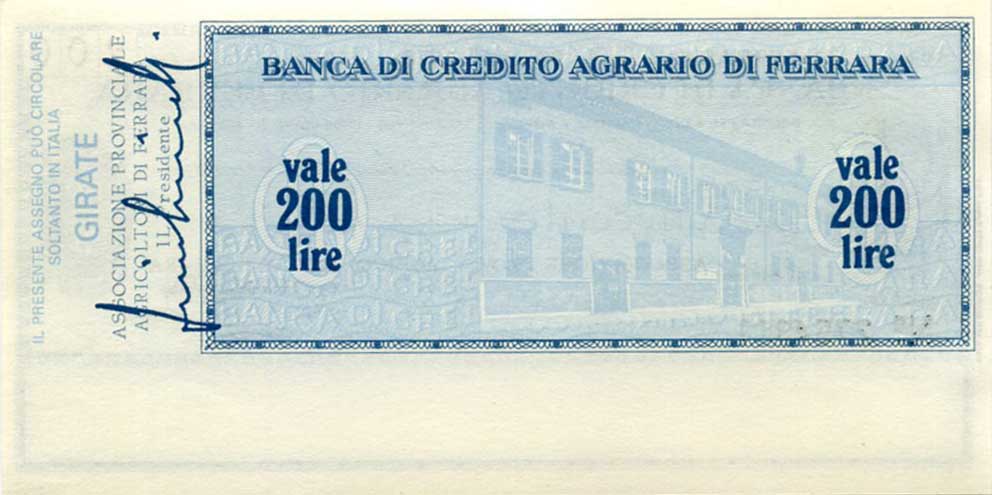 IL PRESENTE ASSEGNO PUÒ CIRCOLARE
SOLTANTO IN ITALIA
GIRATE
ASSOCIAZIONE PROVINCIALE
AGRICOLTORI DI FERRARA
Il Presidente
BANCA DI CREDITO AGRARIO DI FERRARA
vale
200
lire
vale
200
lire